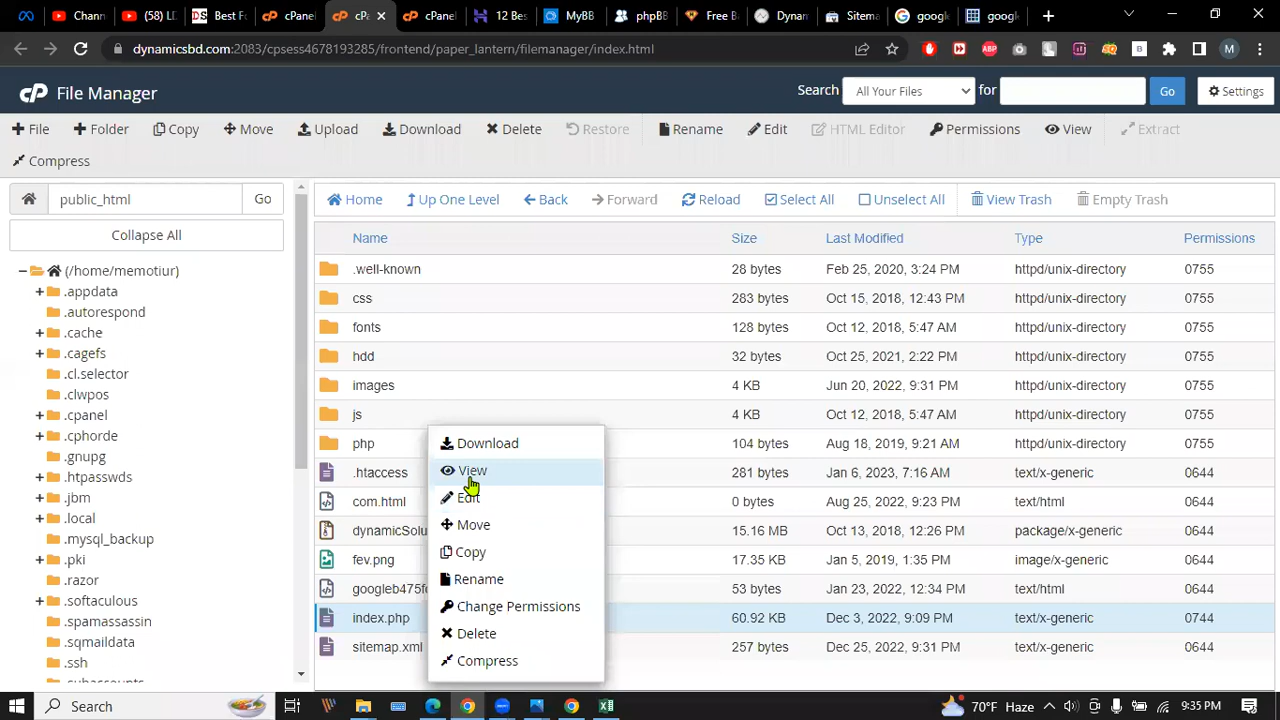 Meta
(58) LD
Best F
cPanel
cPa
cPanel
12 Bes
MyBB
phpBB
Free B
Dynam
Sitema
google
googl
dynamicsbd.com:2083/cpsess4678193285/frontend/paper_lantern/filemanager/index.html
M
cP File Manager
Search All Your Files for Go Settings
File Folder Copy Move Upload Download Delete Restore Rename Edit HTML Editor Permissions View Extract
Compress
public_html Go
Home Up One Level Back Forward Reload Select All Unselect All View Trash Empty Trash
Collapse All
(/home/memotiur)
.appdata
.autorespond
.cache
.cagefs
.cl.selector
.clwpos
.cpanel
.cphorde
.gnupg
.htpasswds
.jbm
.local
.mysql_backup
.pki
.razor
.softaculous
.spamassassin
.sqmaildata
.ssh
.subaccounts
Name Size Last Modified Type Permissions
.well-known 28 bytes Feb 25, 2020, 3:24 PM httpd/unix-directory 0755
css 283 bytes Oct 15, 2018, 12:43 PM httpd/unix-directory 0755
fonts 128 bytes Oct 12, 2018, 5:47 AM httpd/unix-directory 0755
hdd 32 bytes Oct 25, 2021, 2:22 PM httpd/unix-directory 0755
images 4 KB Jun 20, 2022, 9:31 PM httpd/unix-directory 0755
js 4 KB Oct 12, 2018, 5:47 AM httpd/unix-directory 0755
php 104 bytes Aug 18, 2019, 9:21 AM httpd/unix-directory 0755
.htaccess 281 bytes Jan 6, 2023, 7:16 AM text/x-generic 0644
com.html 0 bytes Aug 25, 2022, 9:23 PM text/html 0644
dynamicSolu 15.16 MB Oct 13, 2018, 12:26 PM package/x-generic 0644
fev.png 17.35 KB Jan 5, 2019, 1:35 PM image/x-generic 0644
googleb475f 53 bytes Jan 23, 2022, 12:34 PM text/html 0644
index.php 60.92 KB Dec 3, 2022, 9:09 PM text/x-generic 0744
sitemap.xml 257 bytes Dec 25, 2022, 9:31 PM text/x-generic 0644
Download
View
Edit
Move
Copy
Rename
Change Permissions
Delete
Compress
Search
70°F Haze 9:35 PM